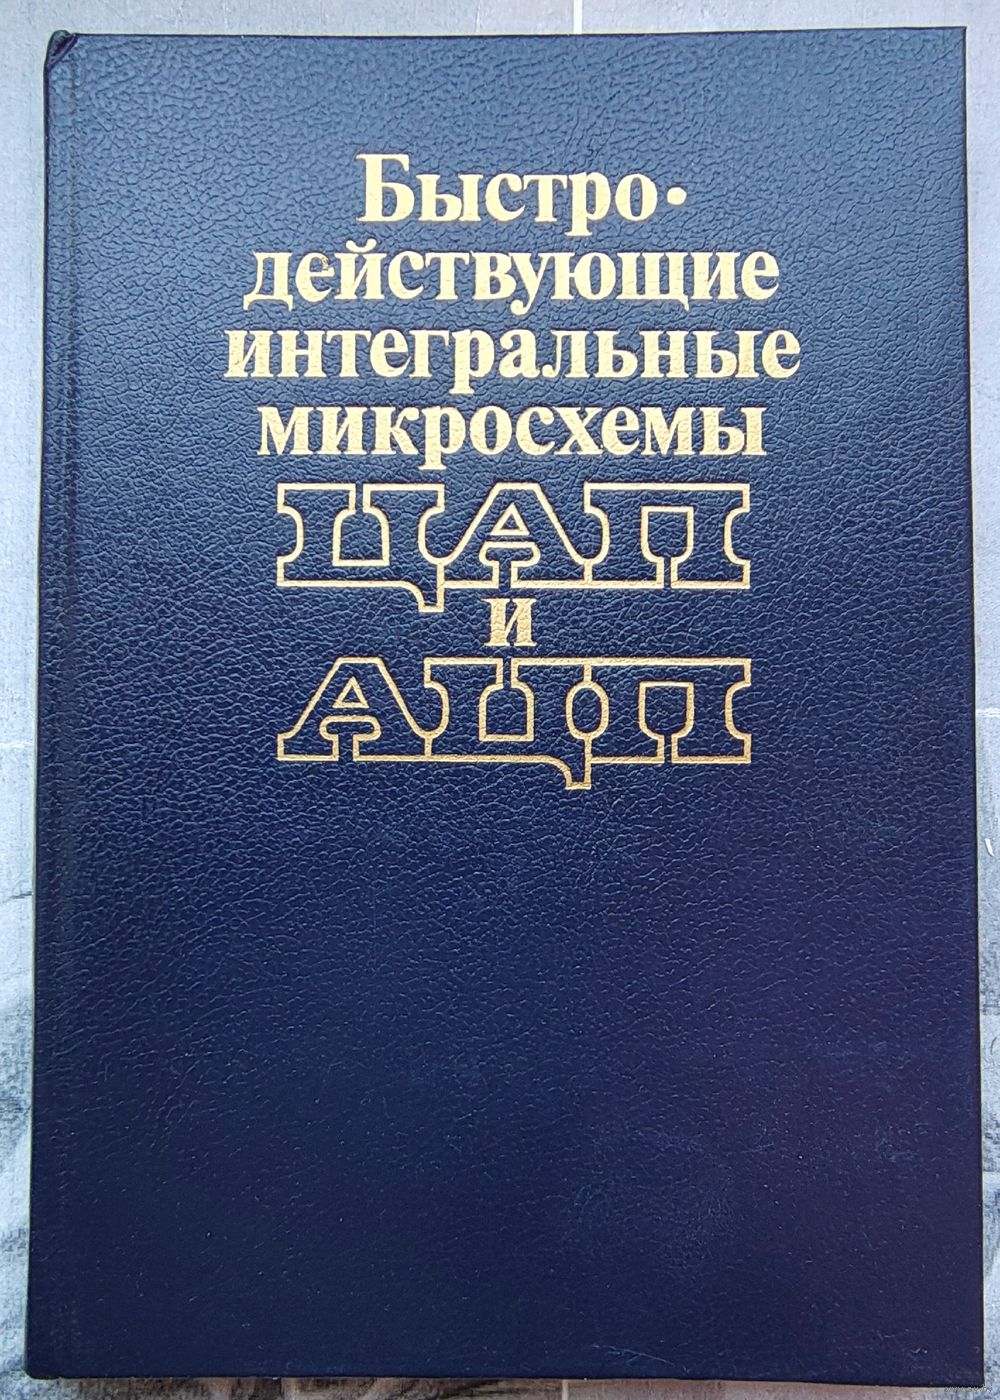 Быстро·
действующие
интегральные
микросхемы
ЦАП
и
АЦП